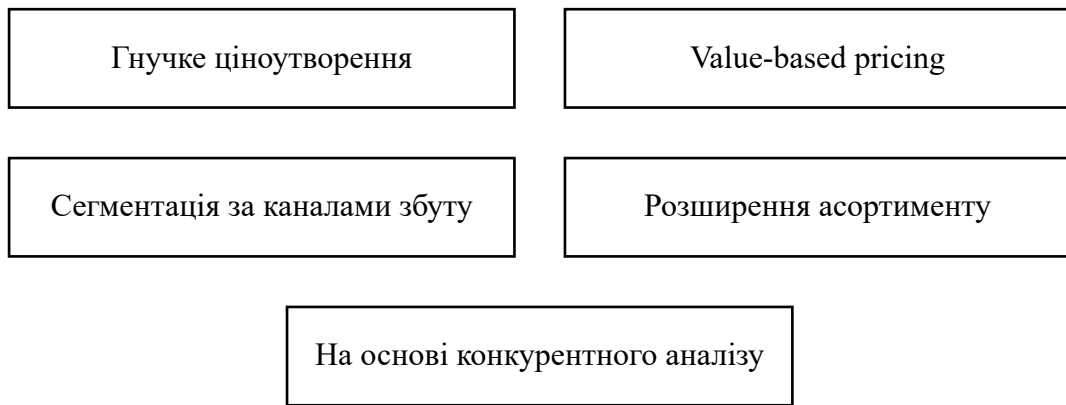 Гнучке ціноутворення
Value-based pricing
Сегментація за каналами збуту
Розширення асортименту
На основі конкурентного аналізу